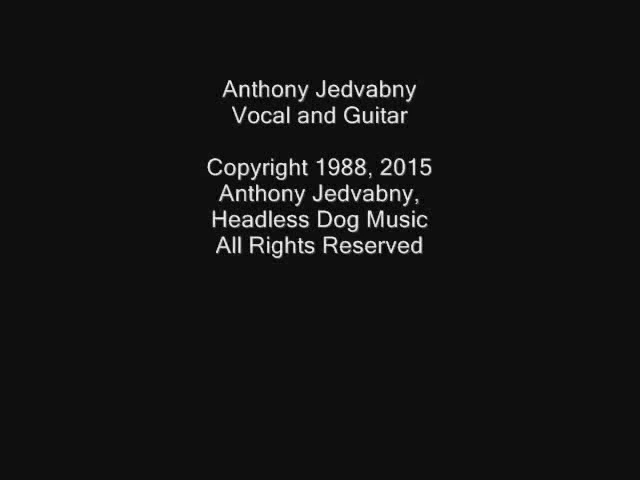 Anthony Jedvabny
Vocal and Guitar
Copyright 1988, 2015
Anthony Jedvabny,
Headless Dog Music
All Rights Reserved